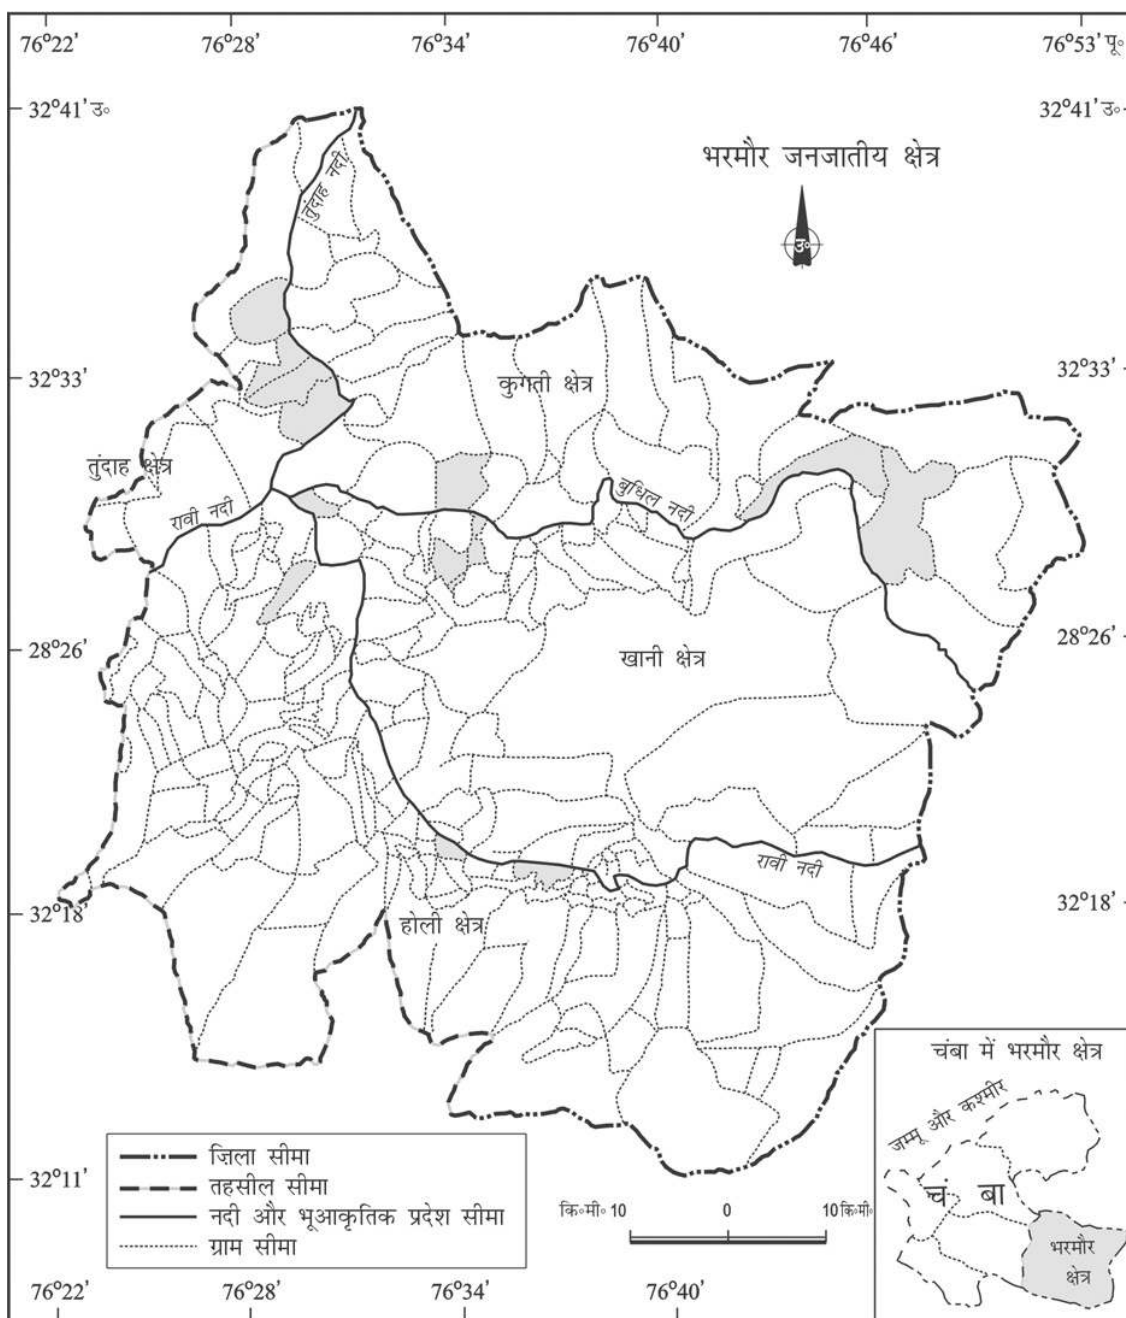 76°22' 76°28' 76°34' 76°40' 76°46' 76°53' पू॰
32°41' उ॰ 32°41' उ॰
भरमौर जनजातीय क्षेत्र
तुंदाह नदी
उ॰
32°33' 32°33'
कुगती क्षेत्र
तुंदाह क्षेत्र
रावी नदी
बुधिल नदी
28°26' 28°26'
खानी क्षेत्र
रावी नदी
32°18' 32°18'
होली क्षेत्र
चंबा में भरमौर क्षेत्र
जम्मू और कश्मीर
चं बा
भरमौर
क्षेत्र
ज़िला सीमा
तहसील सीमा
नदी और भूआकृतिक प्रदेश सीमा
ग्राम सीमा
32°11'
कि॰मी॰ 10 0 10 कि॰मी॰
76°22' 76°28' 76°34' 76°40'